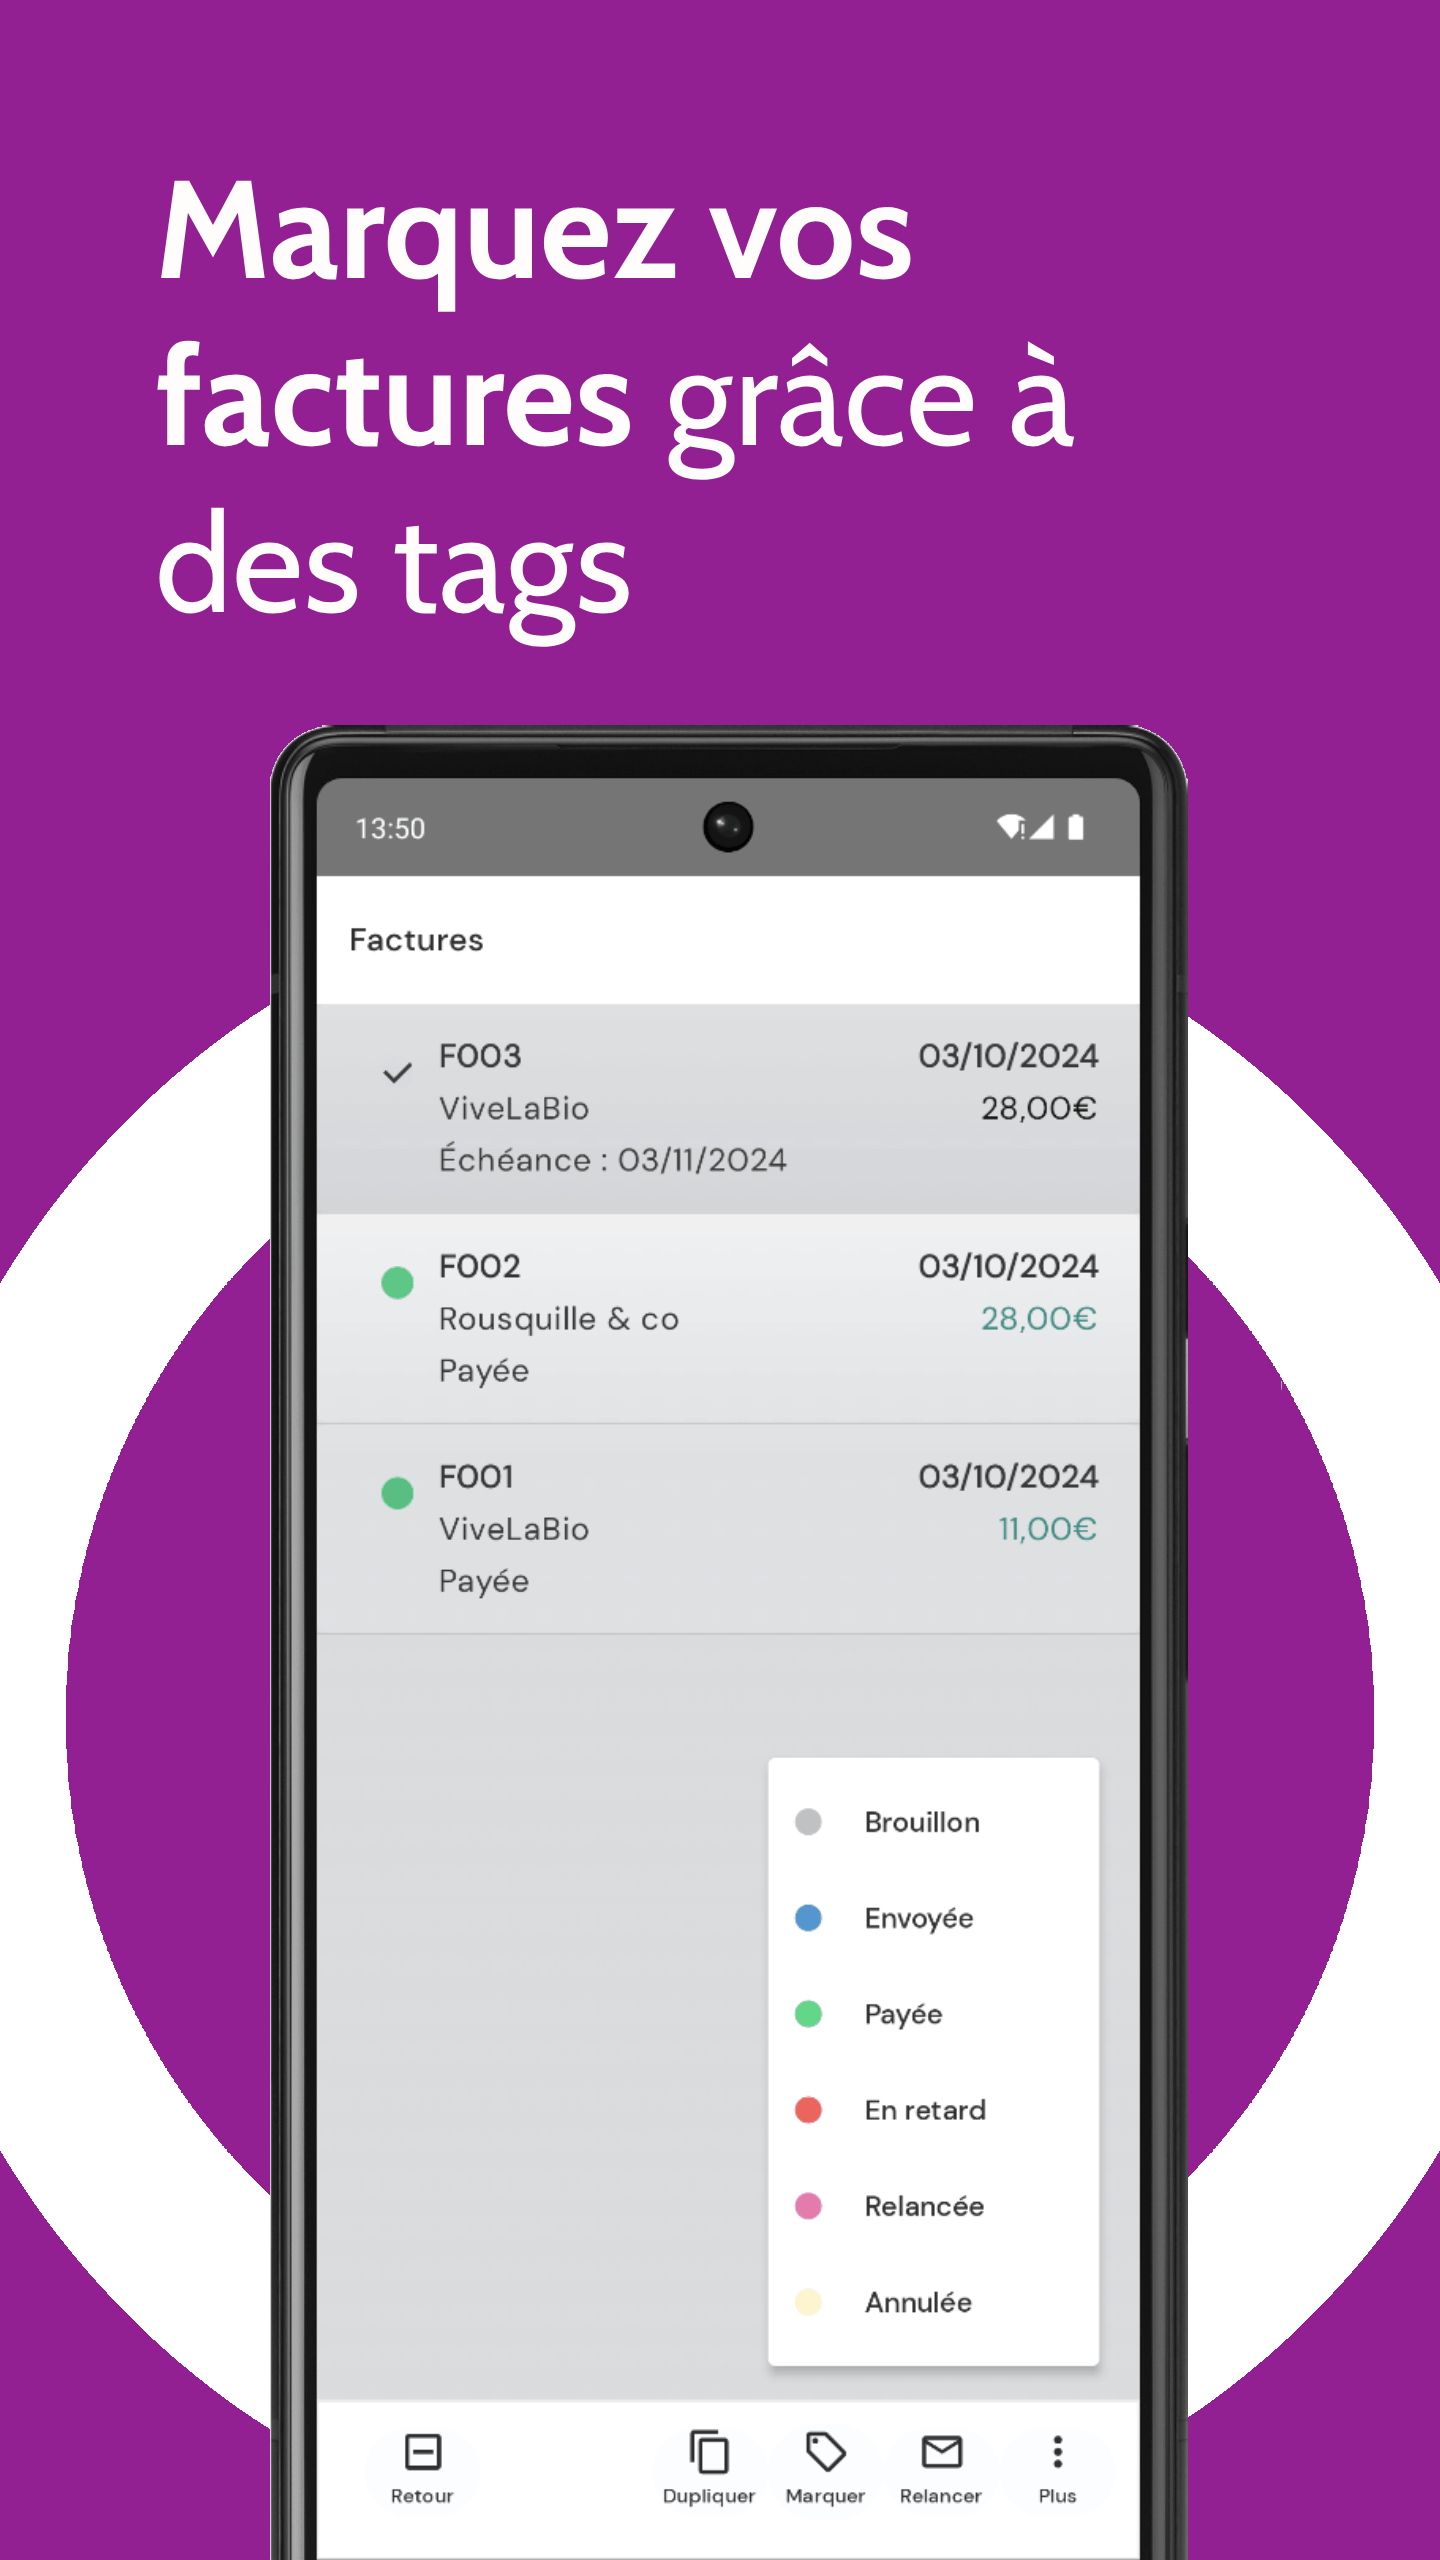 Marquez vos
factures grâce à
des tags
13:50
Factures
F003 03/10/2024
ViveLaBio 28,00€
Échéance : 03/11/2024
F002 03/10/2024
Rousquille & co 28,00€
Payée
F001 03/10/2024
ViveLaBio 11,00€
Payée
Brouillon
Envoyée
Payée
En retard
Relancée
Annulée
Retour Dupliquer Marquer Relancer Plus